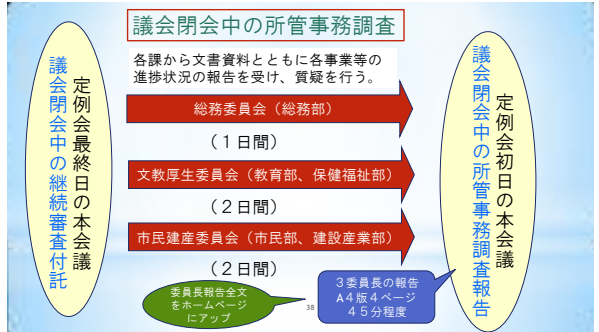 議会閉会中の所管事務調査
各課から文書資料とともに各事業等の
進捗状況の報告を受け、質疑を行う。
定例会最終日の本会議
議会閉会中の継続審査付託
総務委員会（総務部）
（１日間）
文教厚生委員会（教育部、保健福祉部）
（２日間）
市民建産委員会（市民部、建設産業部）
（２日間）
定例会初日の本会議
議会閉会中の所管事務調査報告
委員長報告全文
をホームページ
にアップ
38
３委員長の報告
A４版４ページ
４５分程度